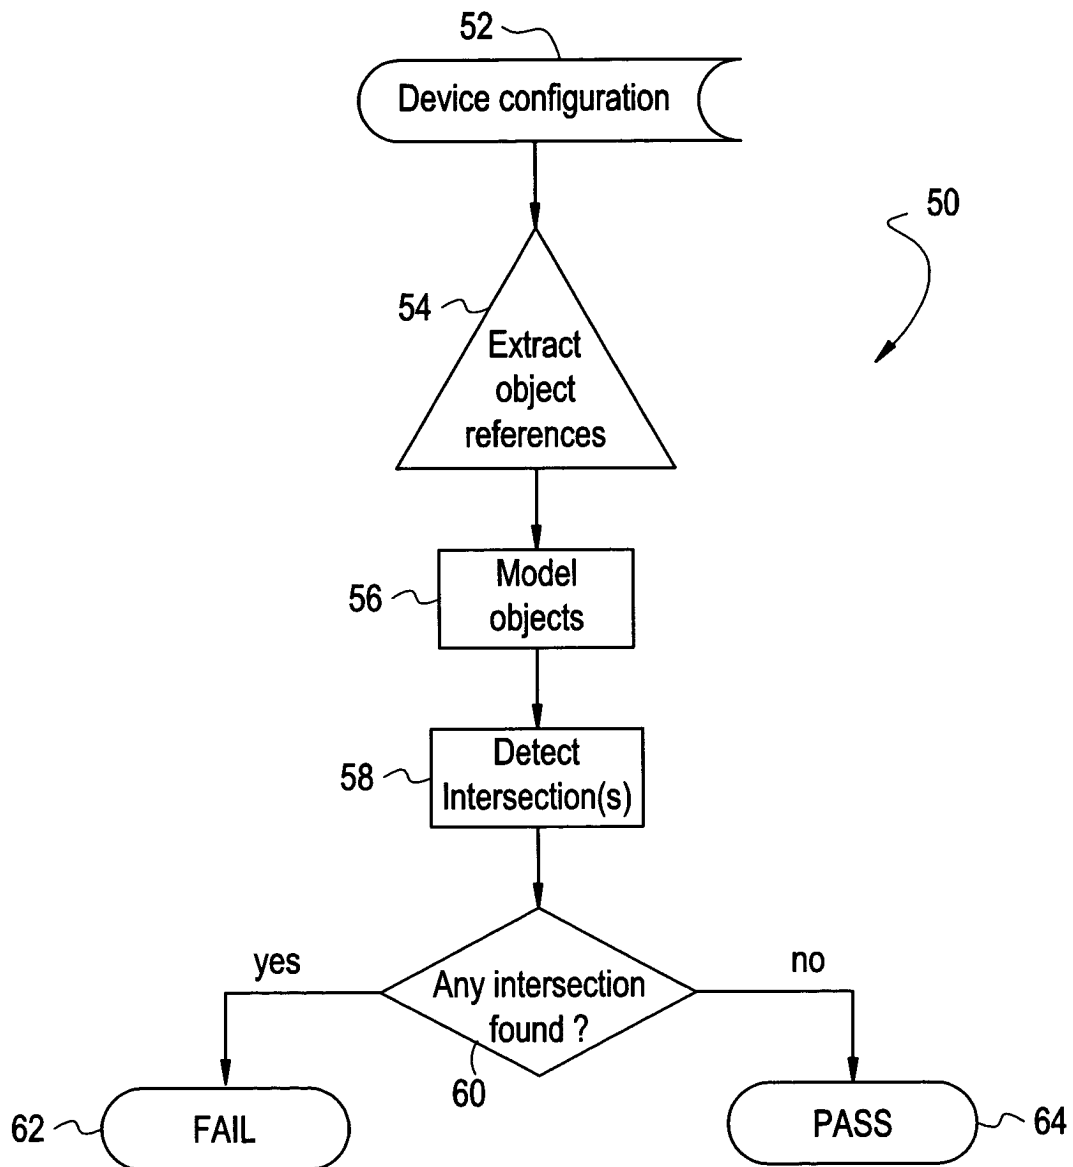 52
Device configuration
50
54
Extract
object
references
56
Model
objects
58
Detect
Intersection(s)
yes
no
Any intersection
found ?
60
62
FAIL
PASS
64